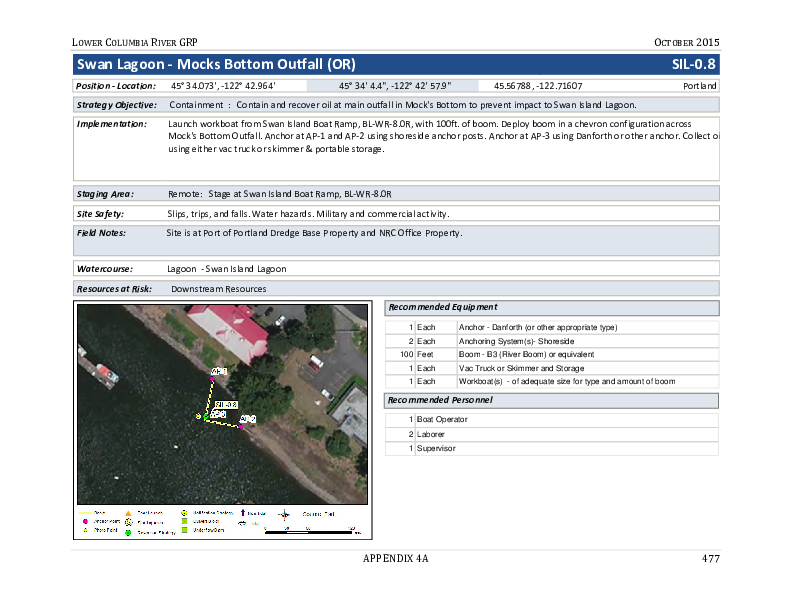 LOWER COLUMBIA RIVER GRP OCTOBER 2015
Swan Lagoon - Mocks Bottom Outfall (OR) SIL-0.8
Position - Location: 45° 34.073', -122° 42.964' 45° 34' 4.4", -122° 42' 57.9" 45.56788, -122.71607 Portland
Strategy Objective: Containment : Contain and recover oil at main outfall in Mock's Bottom to prevent impact to Swan Island Lagoon.
Implementation: Launch workboat from Swan Island Boat Ramp, BL-WR-8.0R, with 100ft. of boom. Deploy boom in a chevron configuration across
Mock's Bottom Outfall. Anchor at AP-1 and AP-2 using shoreside anchor posts. Anchor at AP-3 using Danforth or other anchor. Collect
using either vac truck or skimmer & portable storage.
Staging Area: Remote: Stage at Swan Island Boat Ramp, BL-WR-8.0R
Site Safety: Slips, trips, and falls. Water hazards. Military and commercial activity.
Field Notes: Site is at Port of Portland Dredge Base Property and NRC Office Property.
Watercourse: Lagoon - Swan Island Lagoon
Resources at Risk: Downstream Resources
Recommended Equipment
1 Each Anchor - Danforth (or other appropriate type)
2 Each Anchoring System(s)- Shoreside
100 Feet Boom - B3 (River Boom) or equivalent
1 Each Vac Truck or Skimmer and Storage
1 Each Workboat(s) - of adequate size for type and amount of boom
Recommended Personnel
1 Boat Operator
2 Laborer
1 Supervisor
SIL-0.8
Anchor Point
Photo Point
APPENDIX 4A 477